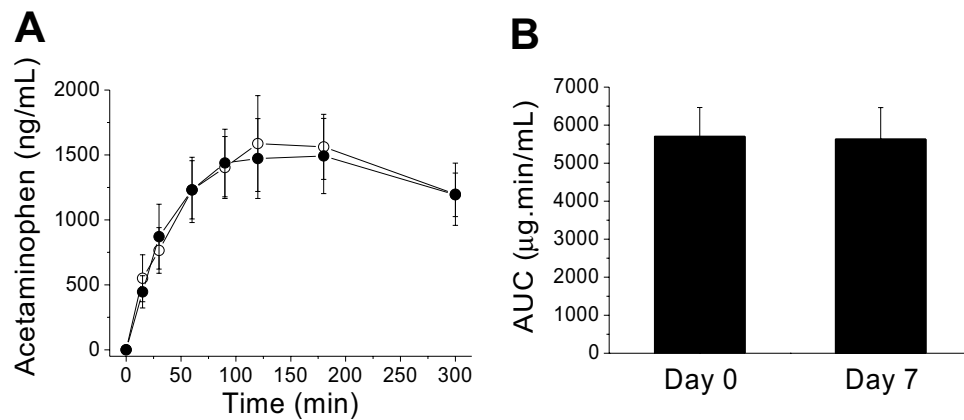 A
Acetaminophen (ng/mL)
2000
1500
1000
500
0
0 50 100 150 200 250 300
Time (min)
B
AUC (μg.min/mL)
7000
6000
5000
4000
3000
2000
1000
0
Day 0 Day 7